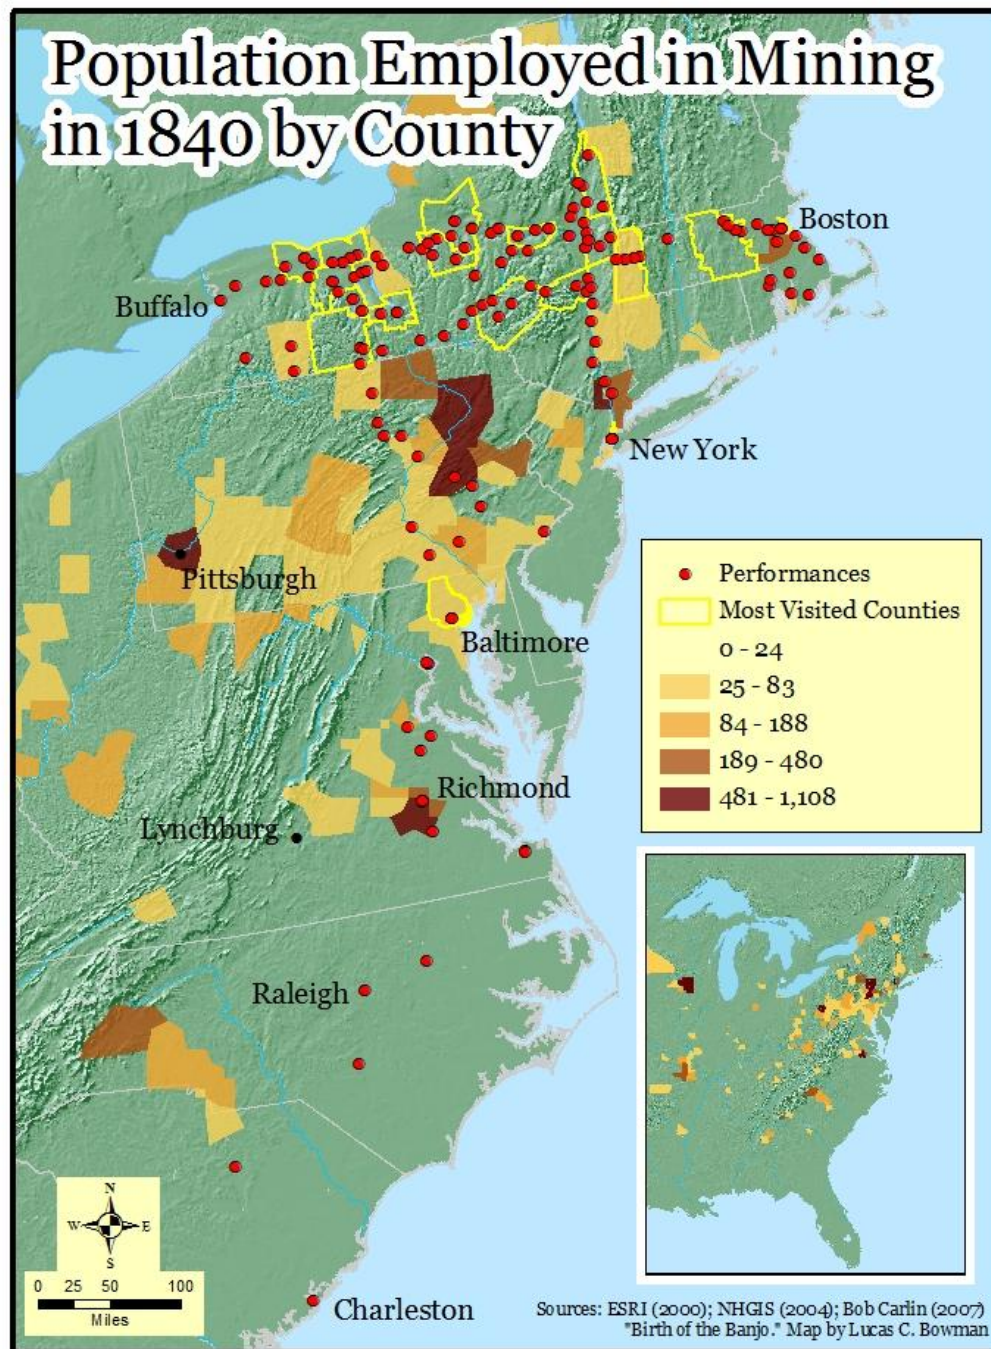 Population Employed in Mining
in 1840 by County
Boston
Buffalo
New York
Pittsburgh
Performances
Most Visited Counties
0 - 24
25 - 83
84 - 188
189 - 480
481 - 1,108
Baltimore
Richmond
Lynchburg
Raleigh
N
W E
S
0 25 50 100
Miles
Charleston
Sources: ESRI (2000); NHGIS (2004); Bob Carlin (2007)
"Birth of the Banjo." Map by Lucas C. Bowman